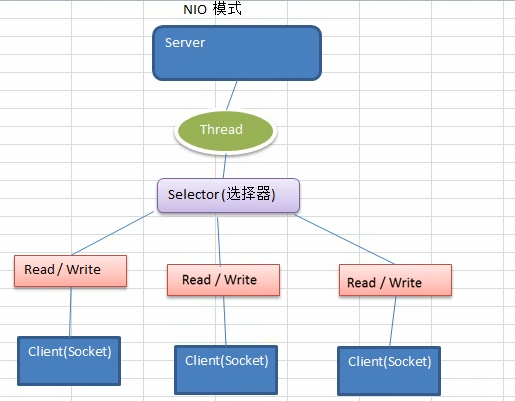 NIO 模式
Server
Thread
Selector(选择器)
Read / Write
Read / Write
Read / Write
Client(Socket)
Client(Socket)
Client(Socket)